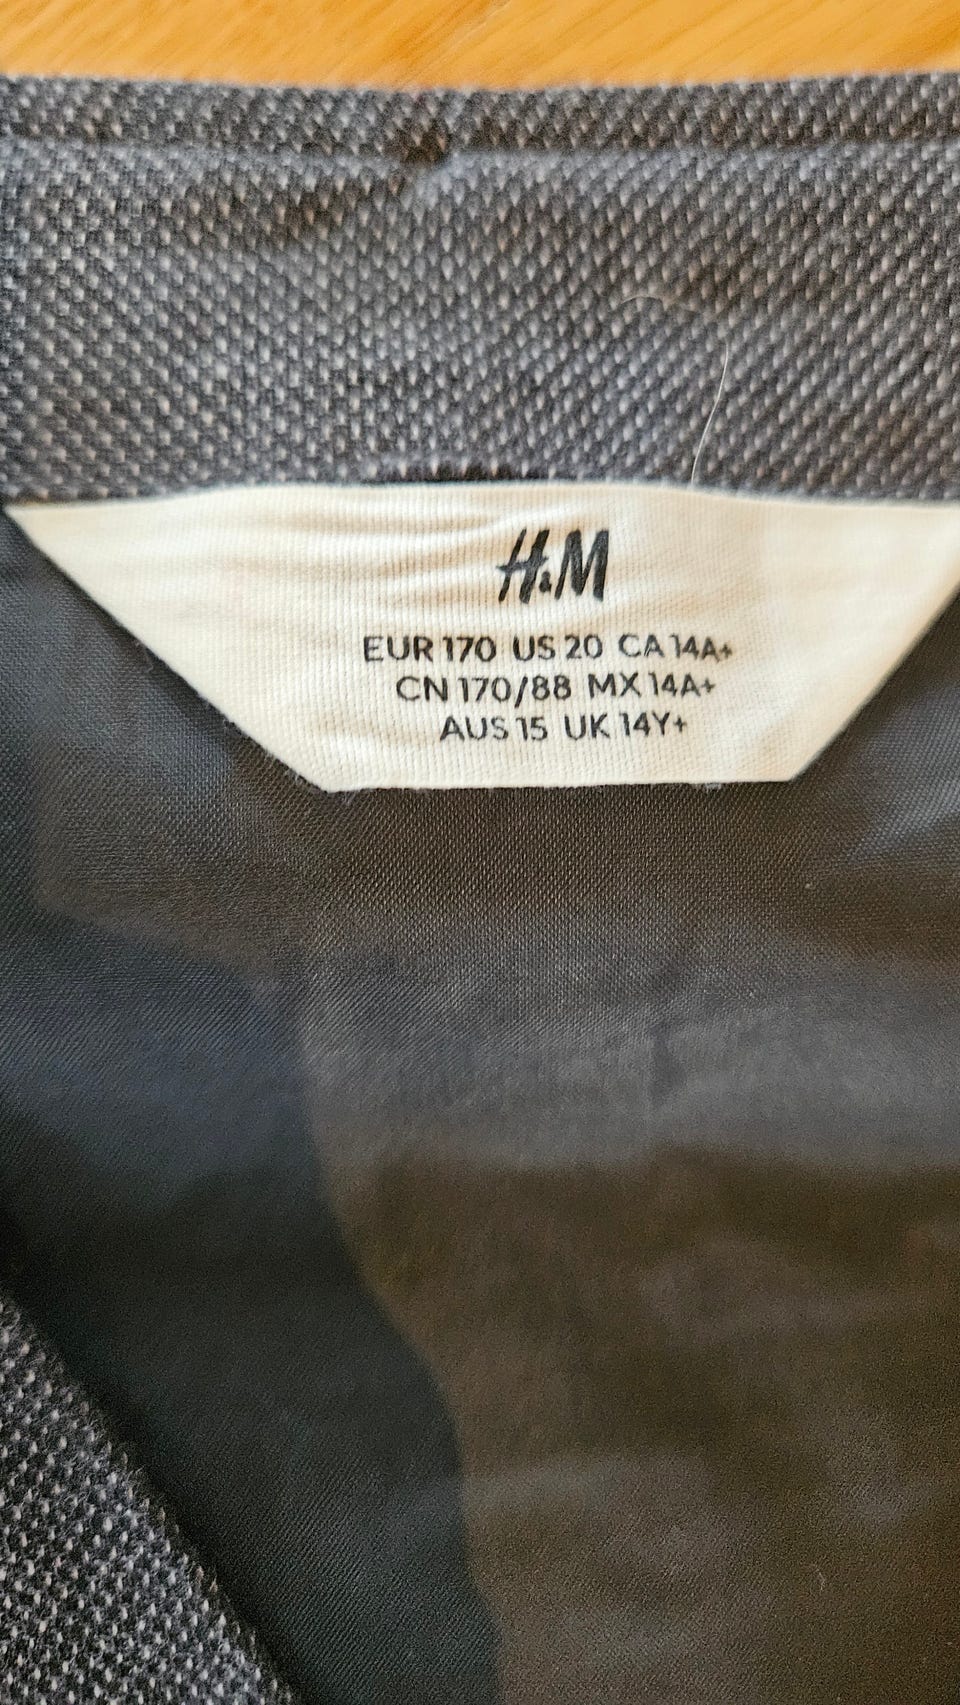 H&M
EUR 170 US 20 CA 14A+
CN 170/88 MX 14A+
AUS 15 UK 14Y+